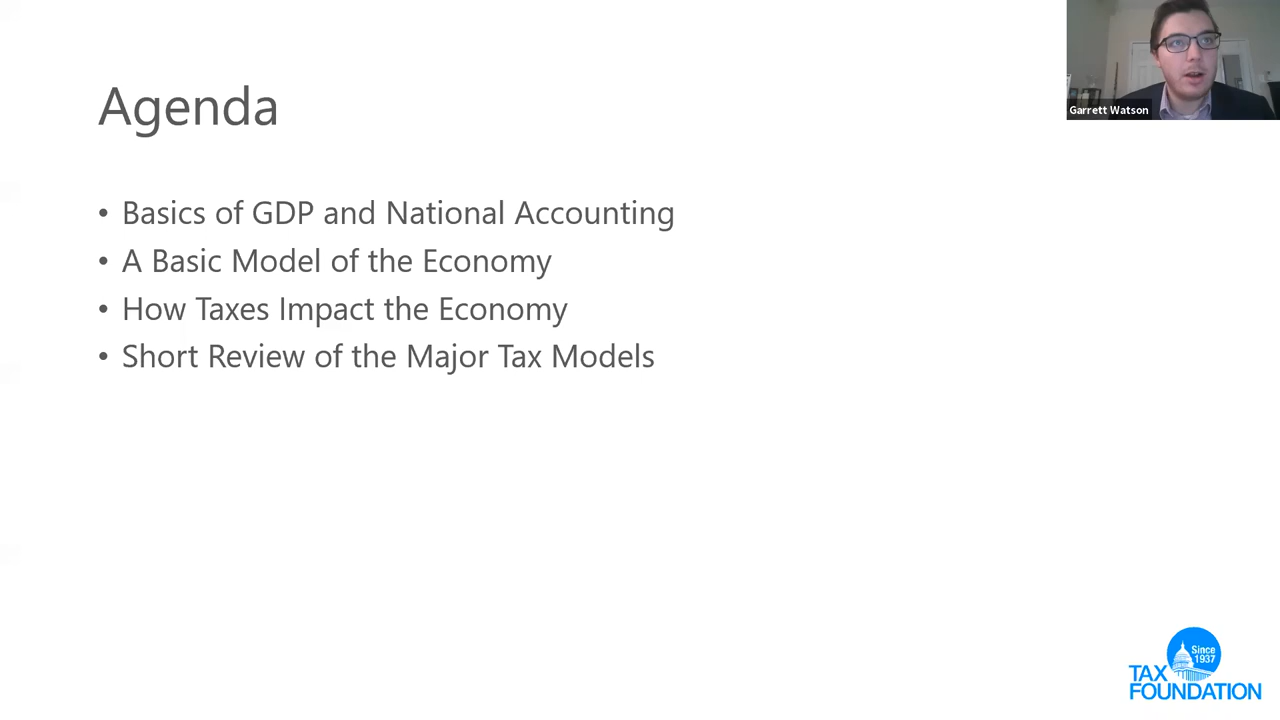 Agenda
• Basics of GDP and National Accounting
• A Basic Model of the Economy
• How Taxes Impact the Economy
• Short Review of the Major Tax Models
Garrett Watson
Since
1937
TAX
FOUNDATION